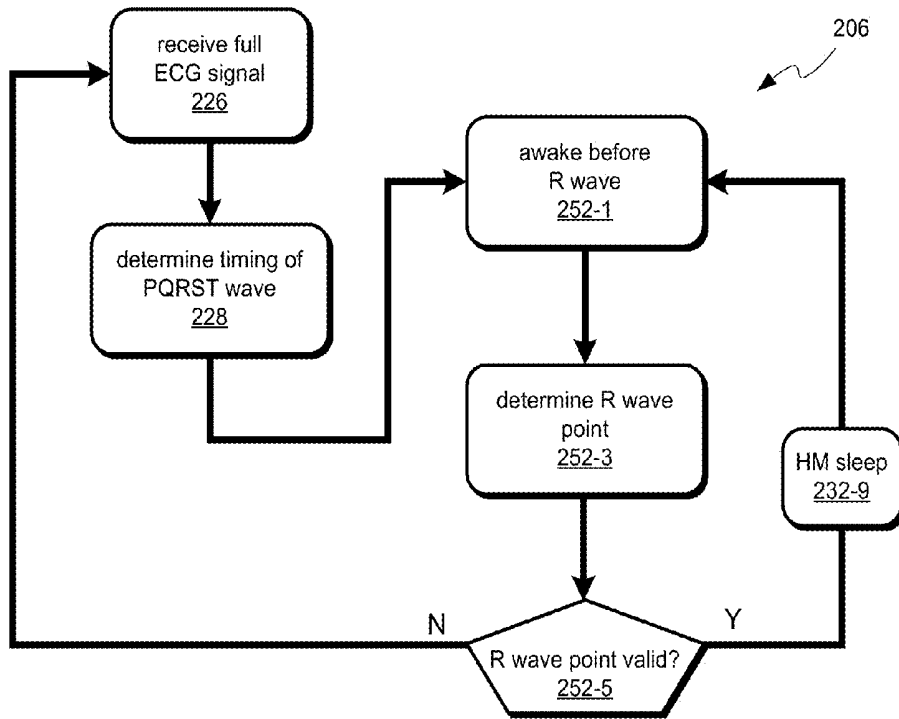 receive full
ECG signal
226
206
awake before
R wave
252-1
determine timing of
PQRST wave
228
determine R wave
point
252-3
HM sleep
232-9
N
Y
R wave point valid?
252-5